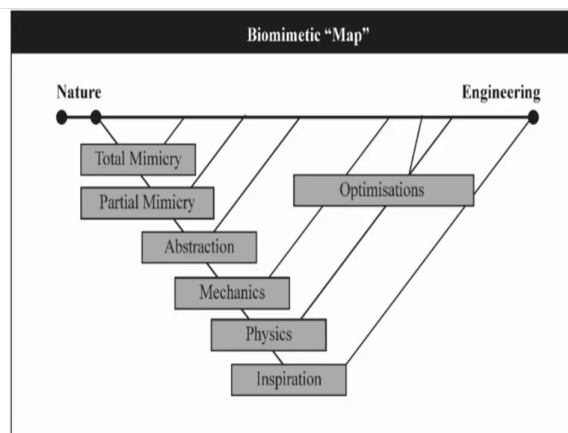 Biomimetic “Map”
Nature
Engineering
Total Mimicry
Partial Mimicry
Optimisations
Abstraction
Mechanics
Physics
Inspiration